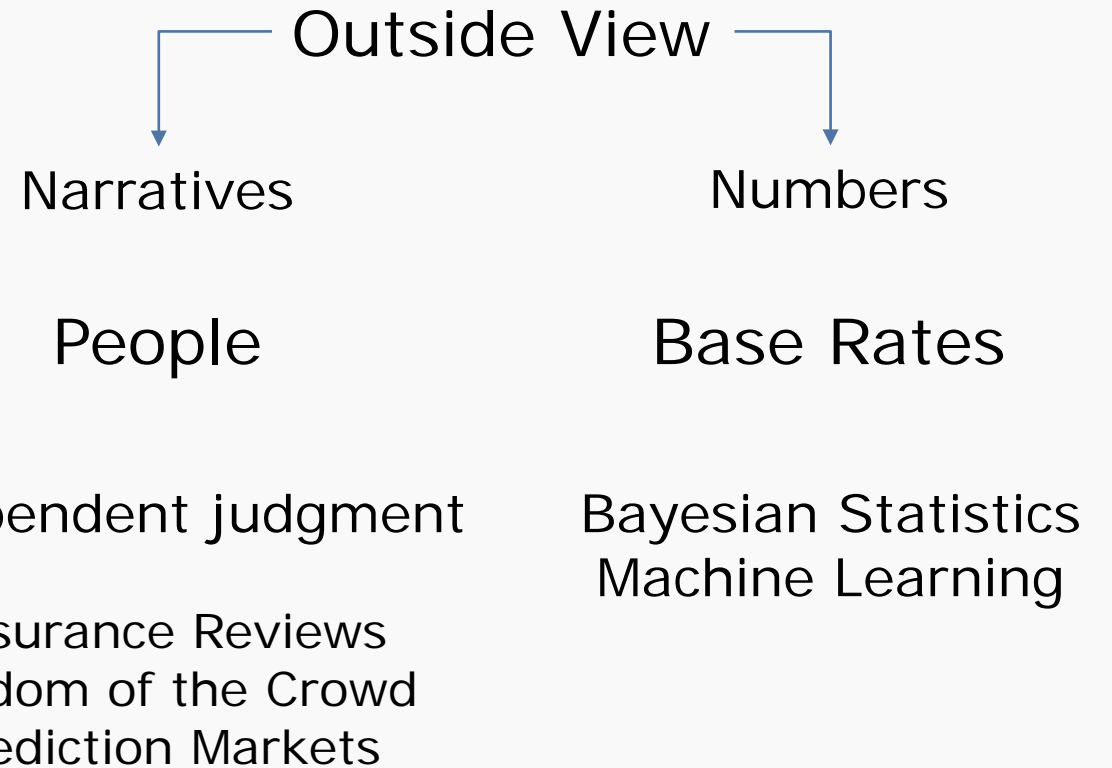 Outside View
Narratives
Numbers
People
Base Rates
pendent judgment
Bayesian Statistics
Machine Learning
surance Reviews
dom of the Crowd
ediction Markets